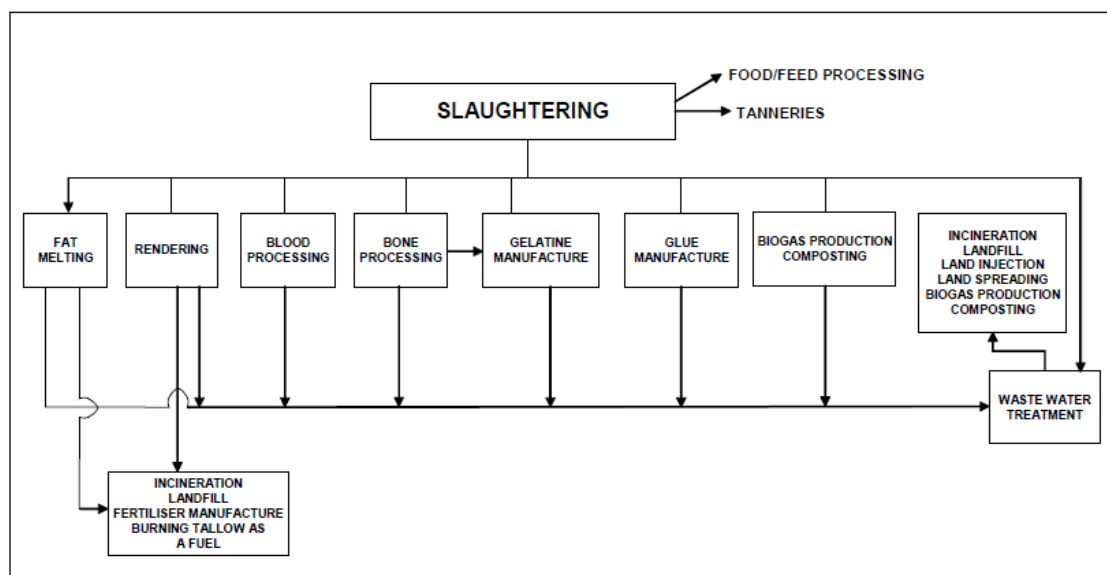 FOOD/FEED PROCESSING
SLAUGHTERING
TANNERIES
FAT
MELTING
RENDERING
BLOOD
PROCESSING
BONE
PROCESSING
GELATINE
MANUFACTURE
GLUE
MANUFACTURE
BIOGAS PRODUCTION
COMPOSTING
INCINERATION
LANDFILL
LAND INJECTION
LAND SPREADING
BIOGAS PRODUCTION
COMPOSTING
WASTE WATER
TREATMENT
INCINERATION
LANDFILL
FERTILISER MANUFACTURE
BURNING TALLOW AS
A FUEL